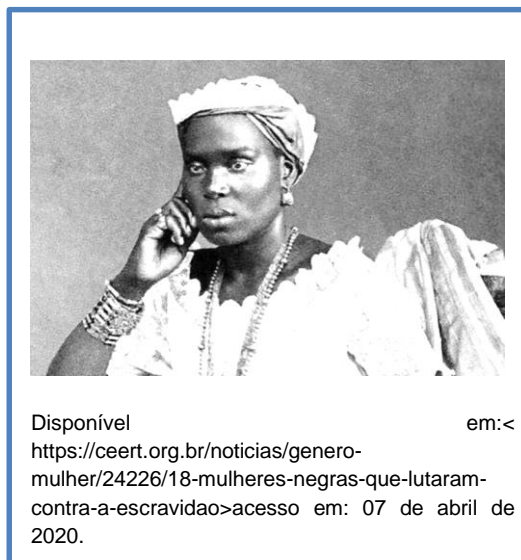 Disponível em:<
https://ceert.org.br/noticias/genero-
mulher/24226/18-mulheres-negras-que-lutaram-
contra-a-escravidao>acesso em: 07 de abril de
2020.